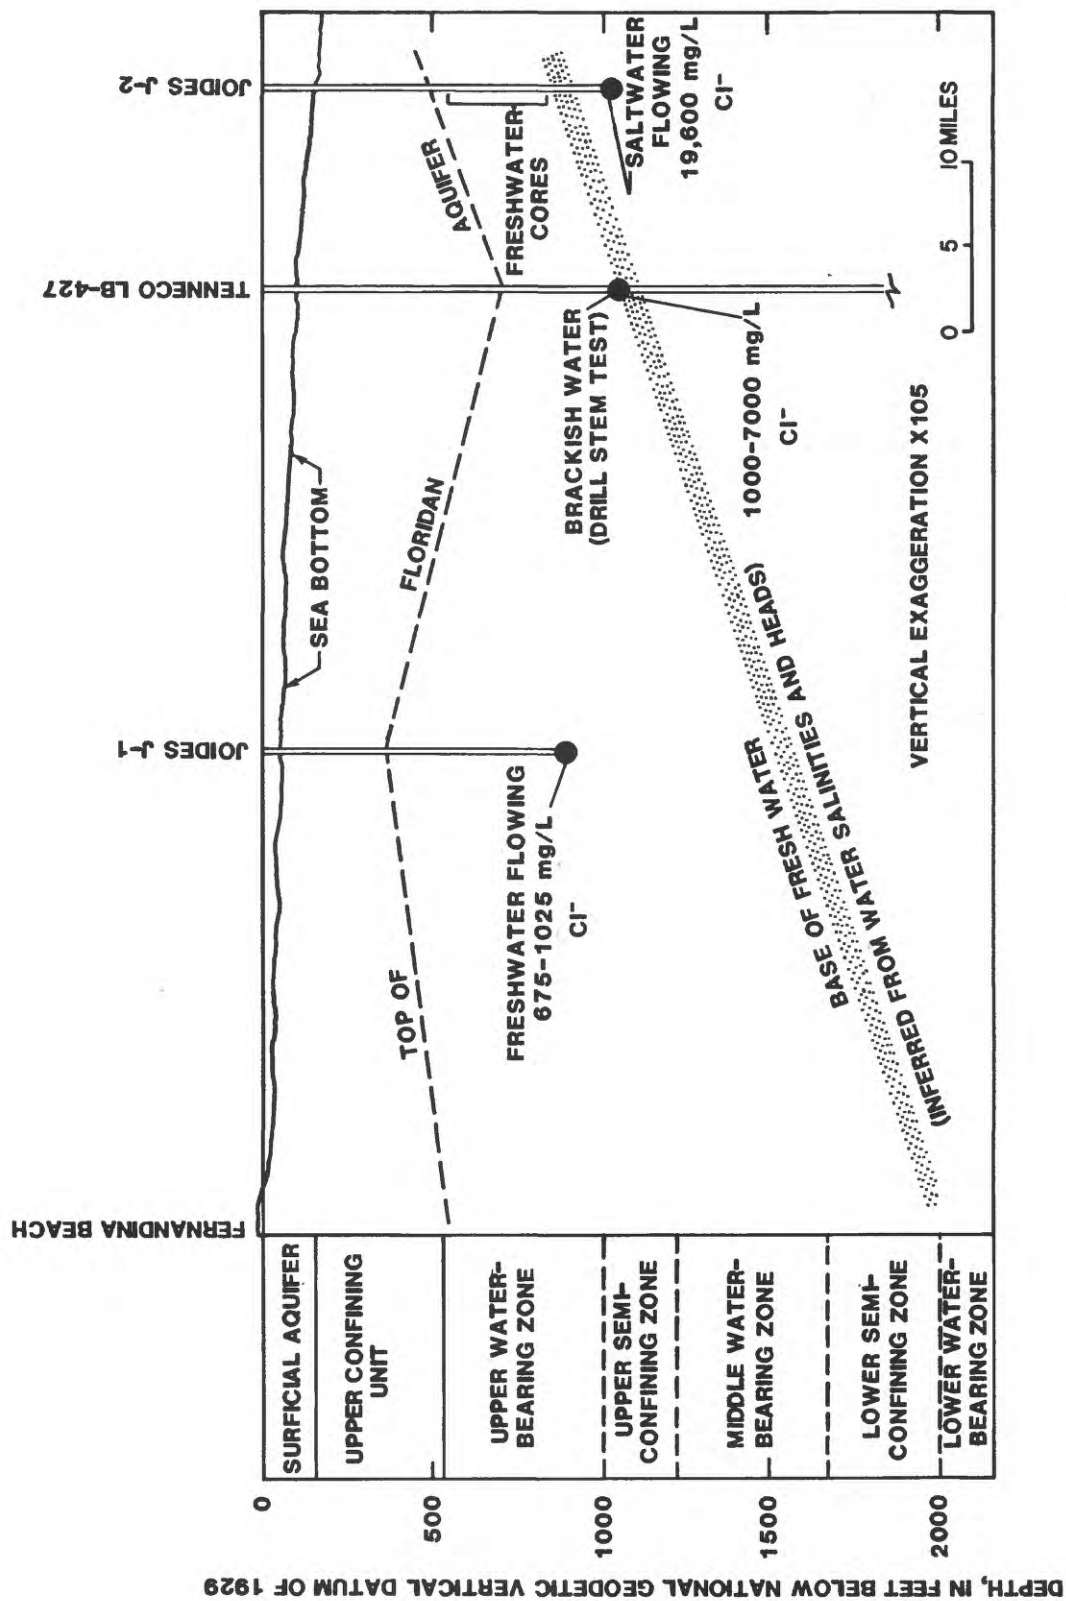 FERNANDINA BEACH
JOIDES J-1
TENNECO LB-427
JOIDES J-2
DEPTH, IN FEET BELOW NATIONAL GEODETIC VERTICAL DATUM OF 1929
0
500
1000
1500
2000
SURFICIAL AQUIFER
UPPER CONFINING
UNIT
UPPER WATER-
BEARING ZONE
UPPER SEMI-
CONFINING ZONE
MIDDLE WATER-
BEARING ZONE
LOWER SEMI-
CONFINING ZONE
LOWER WATER-
BEARING ZONE
SEA BOTTOM
TOP OF
FLORIDAN
AQUIFER
FRESHWATER
CORES
FRESHWATER FLOWING
675-1025 mg/L
Cl-
BRACKISH WATER
(DRILL STEM TEST)
1000-7000 mg/L
Cl-
SALTWATER
FLOWING
19,600 mg/L
Cl-
BASE OF FRESH WATER
(INFERRED FROM WATER SALINITIES AND HEADS)
VERTICAL EXAGGERATION X105
0 5 10 MILES